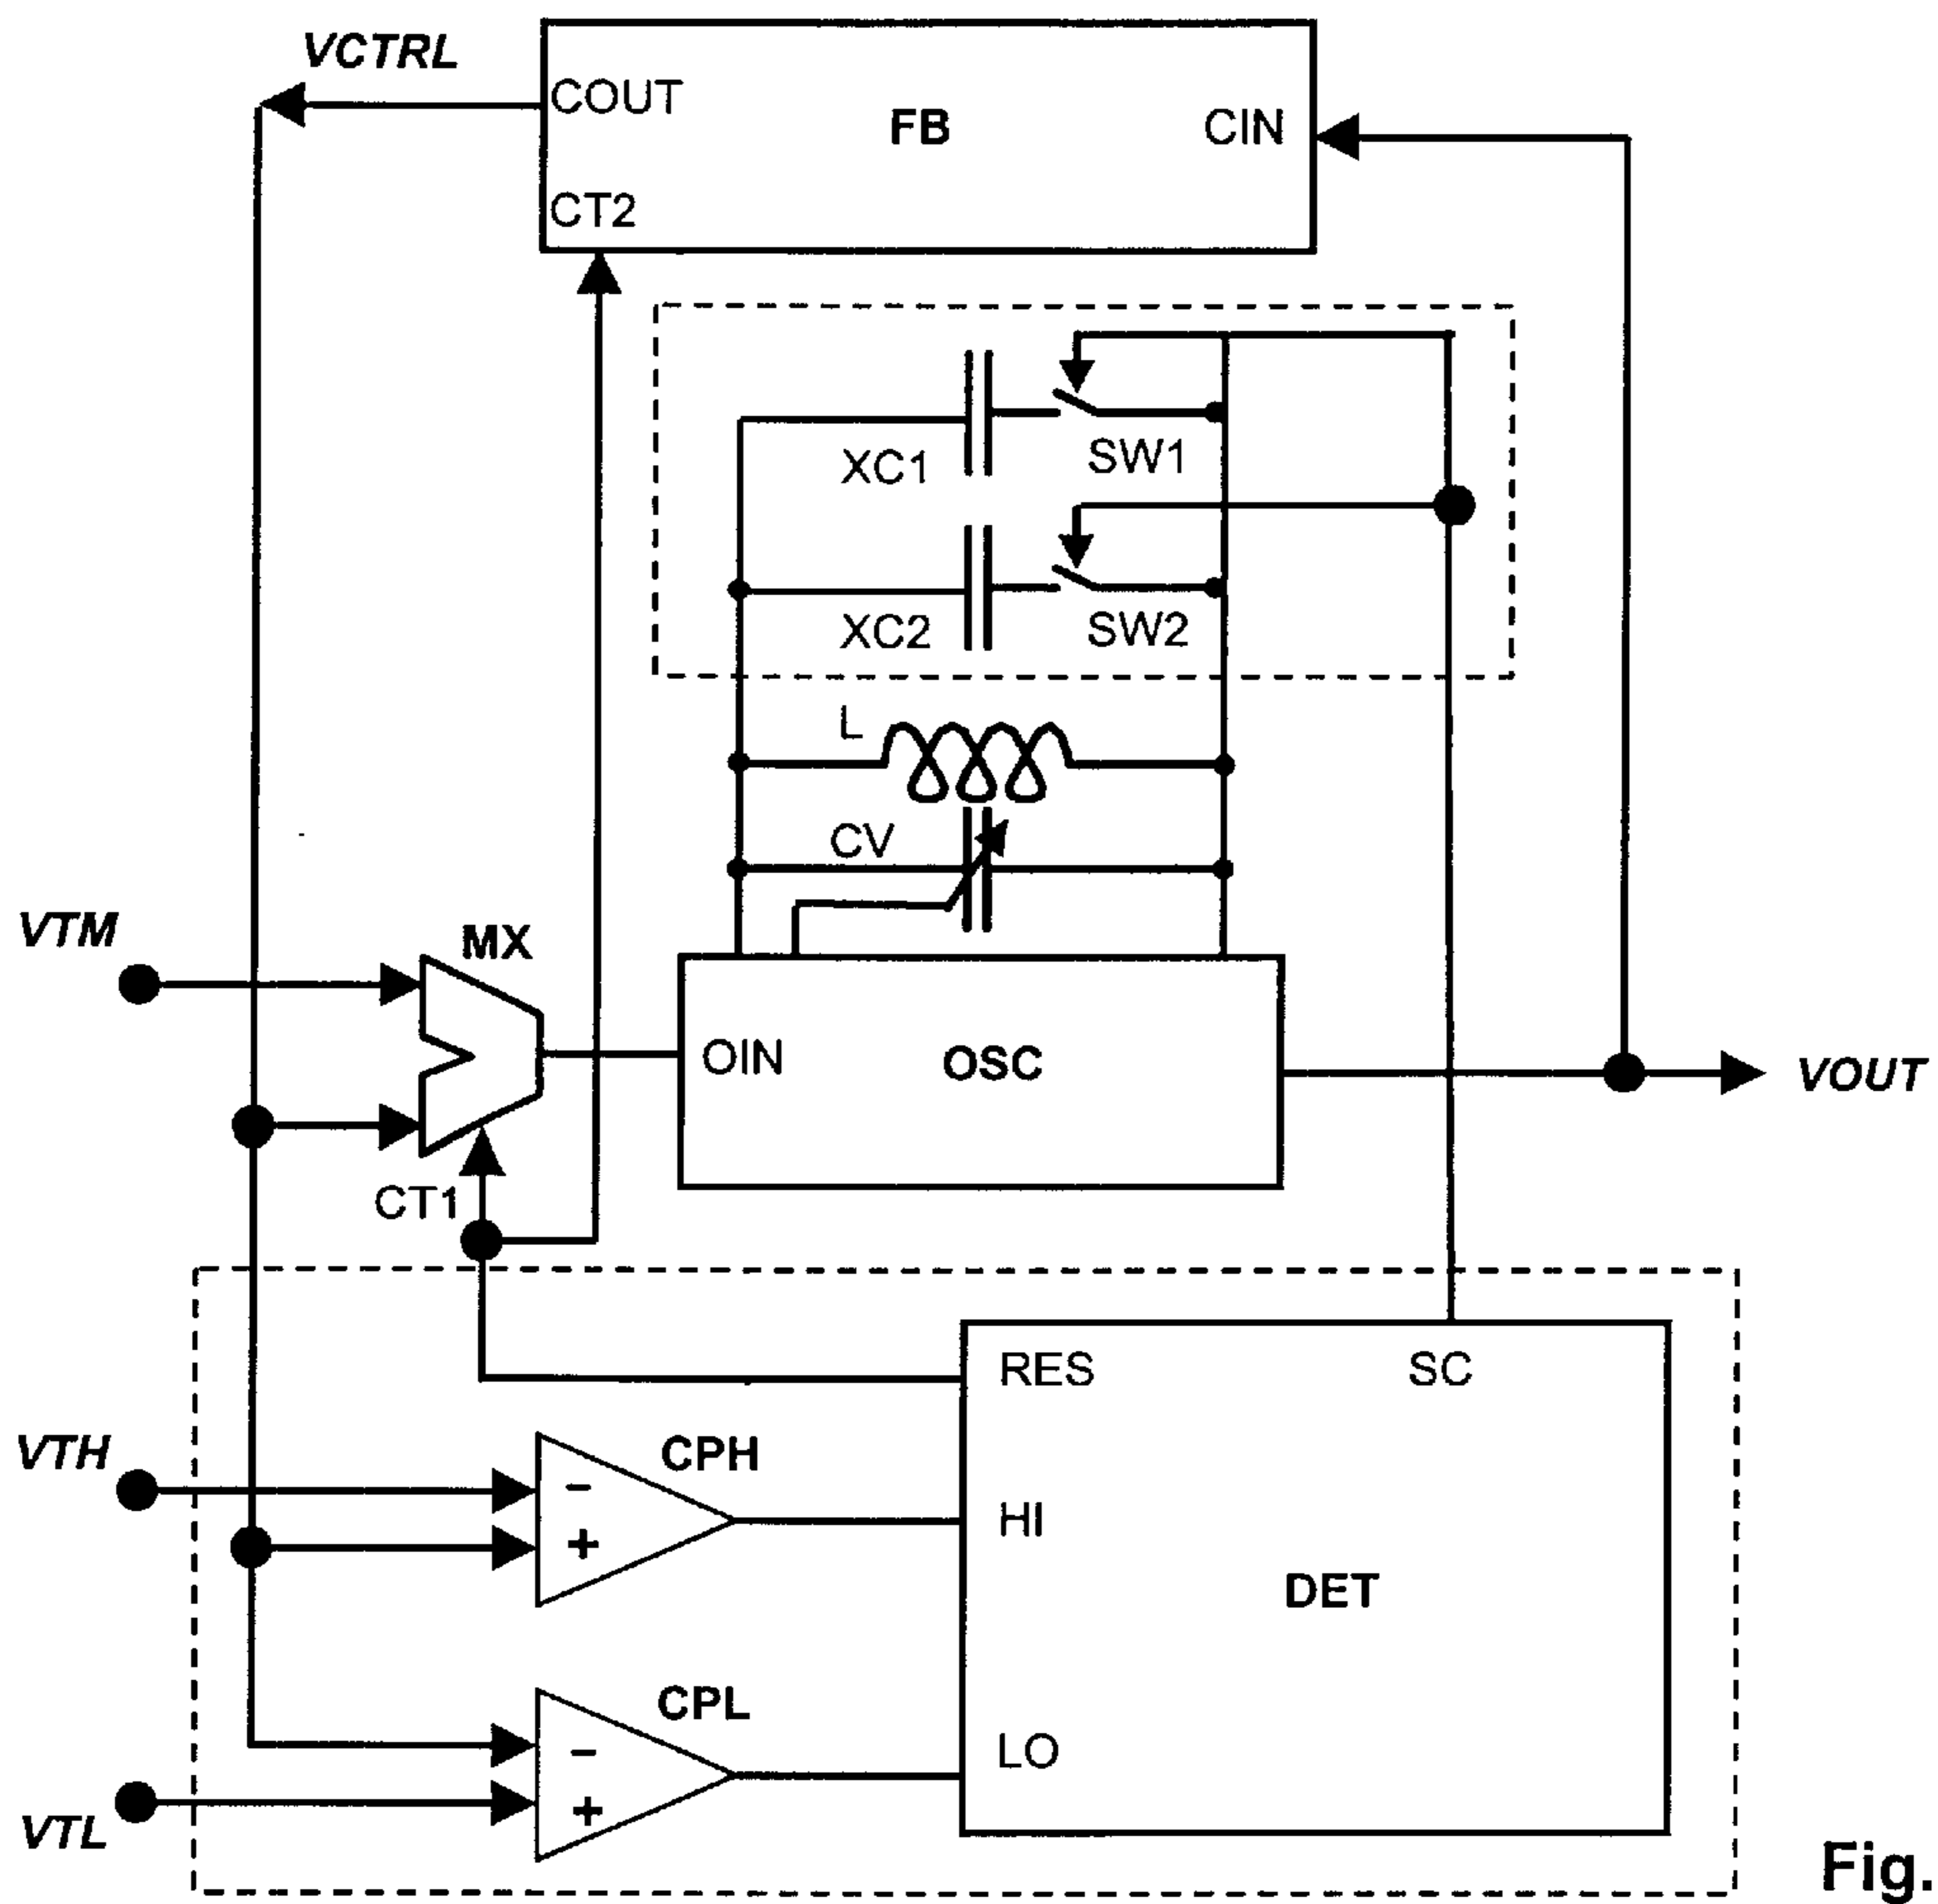 VCTRL
COUT
FB
CIN
CT2
XC1
SW1
XC2
SW2
L
CV
VTM
MX
OIN
OSC
VOUT
CT1
RES
SC
VTH
CPH
-
+
HI
DET
CPL
-
+
LO
VTL
Fig.